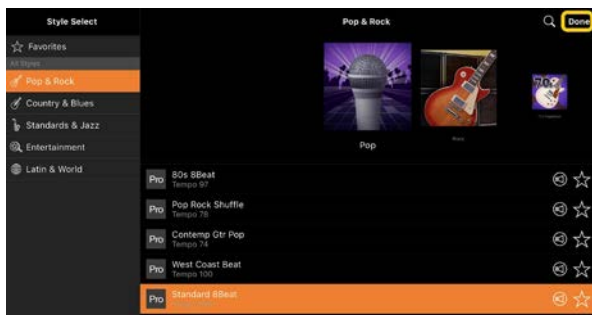 Style Select
Pop & Rock
Done
Favorites
All Styles
Pop & Rock
Country & Blues
Standards & Jazz
Entertainment
Latin & World
70s
Pop
Pro
80s 8Beat
Tempo 97
Pro
Pop Rock Shuffle
Tempo 78
Pro
Contemp Gtr Pop
Tempo 74
Pro
West Coast Beat
Tempo 100
Pro
Standard 8Beat